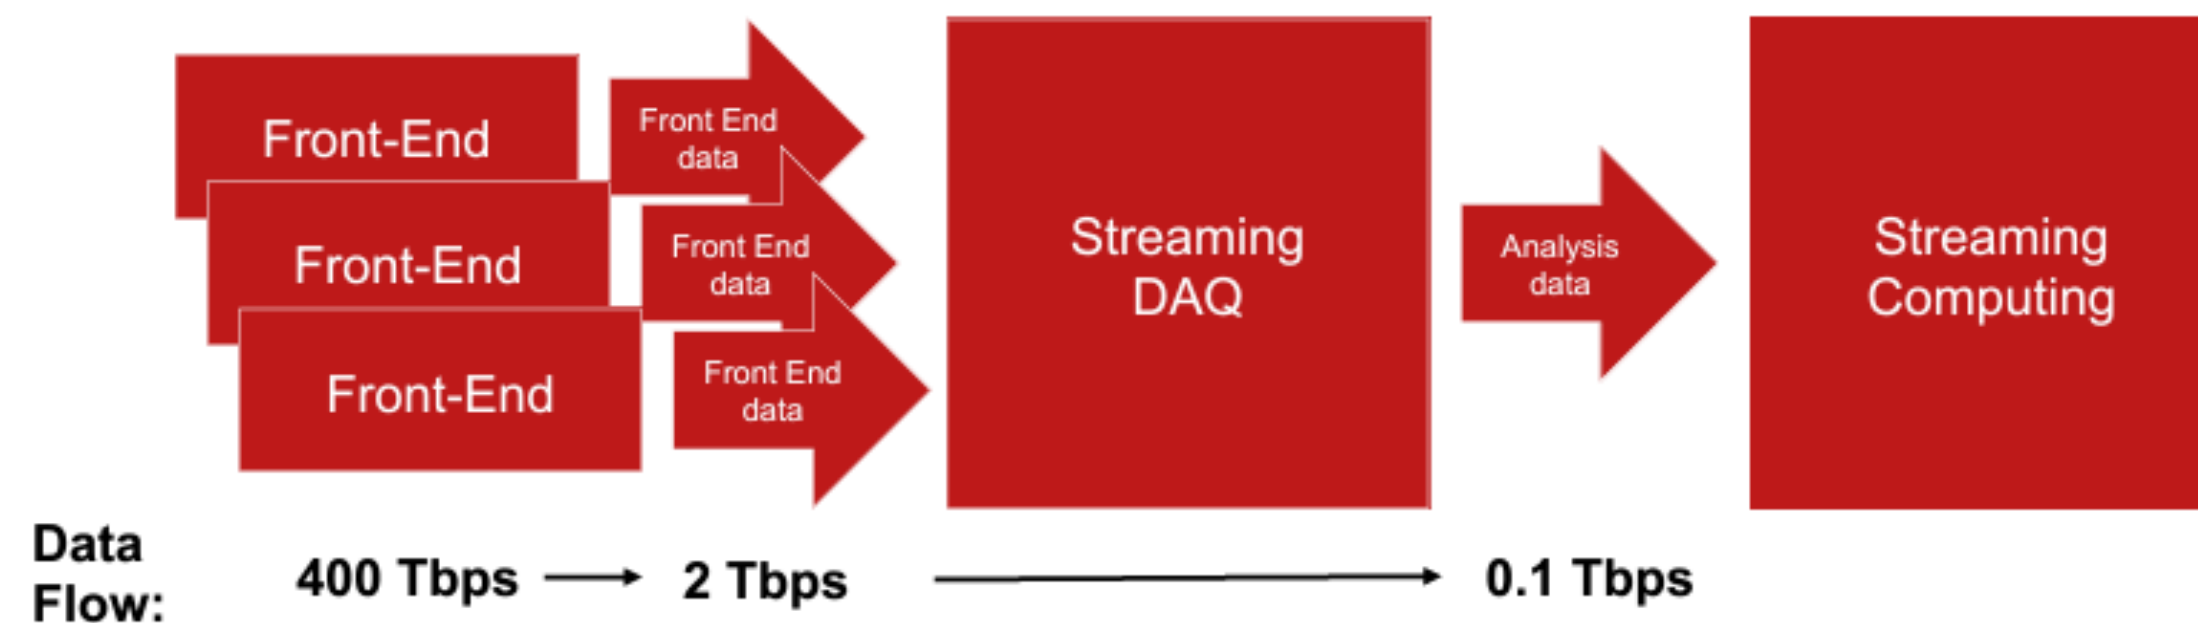 Front-End
Front End
data
Front-End
Front End
data
Front-End
Front End
data
Streaming
DAQ
Analysis
data
Streaming
Computing
Data
Flow:
400 Tbps
2 Tbps
0.1 Tbps